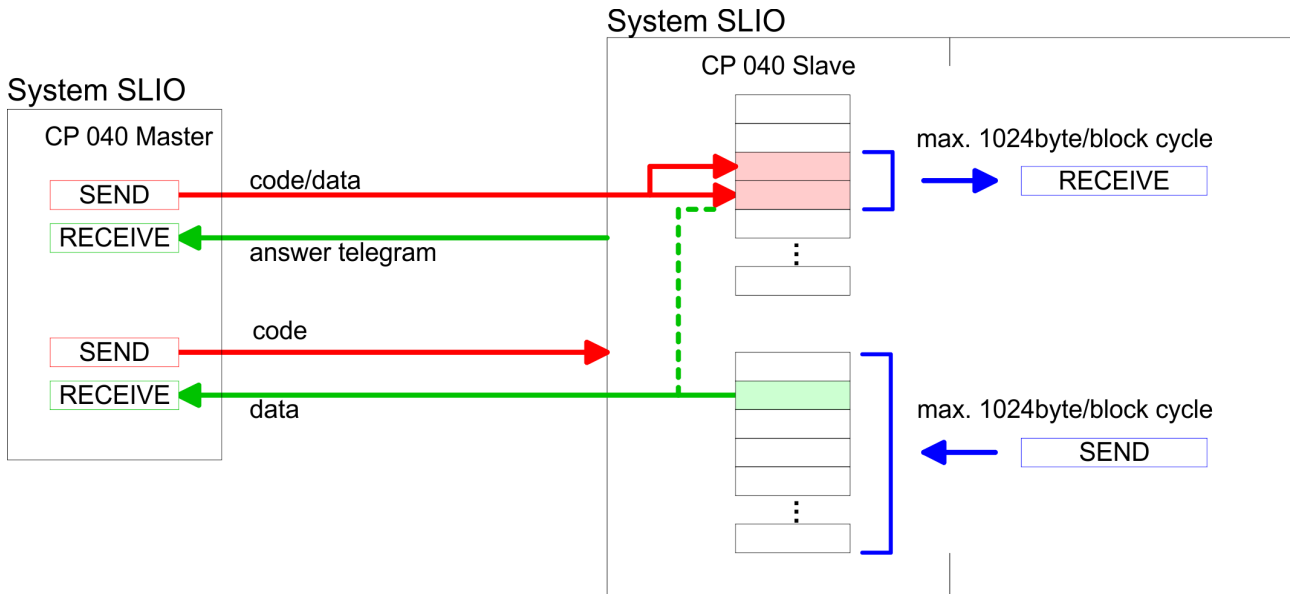 System SLIO
CP 040 Slave
System SLIO
CP 040 Master
max. 1024byte/block cycle
SEND
code/data
RECEIVE
RECEIVE
answer telegram
SEND
code
RECEIVE
data
max. 1024byte/block cycle
SEND